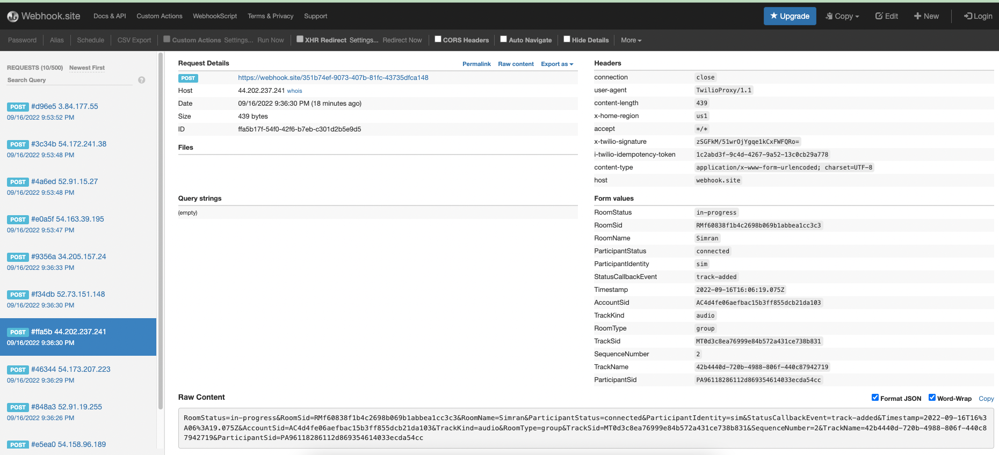 Webhook.site Docs & API Custom Actions WebhookScript Terms & Privacy Support Upgrade Copy Edit New Login
Password Alias Schedule CSV Export Custom Actions Settings... Run Now XHR Redirect Settings... Redirect Now CORS Headers Auto Navigate Hide Details More
REQUESTS (10/500) Newest First
Search Query ?
POST #d96e5 3.84.177.55
09/16/2022 9:53:52 PM
POST #3c34b 54.172.241.38
09/16/2022 9:53:48 PM
POST #4a6ed 52.91.15.27
09/16/2022 9:53:48 PM
POST #e0a5f 54.163.39.195
09/16/2022 9:53:47 PM
POST #9356a 34.205.157.24
09/16/2022 9:36:33 PM
POST #f34db 52.73.151.148
09/16/2022 9:36:30 PM
POST #ffa5b 44.202.237.241
09/16/2022 9:36:30 PM
POST #46344 54.173.207.223
09/16/2022 9:36:29 PM
POST #848a3 52.91.19.255
09/16/2022 9:36:26 PM
POST #e5ea0 54.158.96.189
Request Details Permalink Raw content Export as
POST https://webhook.site/351b74ef-9073-407b-81fc-43735dfca148
Host 44.202.237.241 whois
Date 09/16/2022 9:36:30 PM (18 minutes ago)
Size 439 bytes
ID ffa5b17f-54f0-42f6-b7eb-c301d2b5e9d5
Files
Query strings
(empty)
Headers
connection close
user-agent TwilioProxy/1.1
content-length 439
x-home-region us1
accept */*
x-twilio-signature zSGFkM/51wrOjYgqe1kCxFWFQRo=
i-twilio-idempotency-token 1c2abd3f-9c4d-4267-9a52-13c0cb29a778
content-type application/x-www-form-urlencoded; charset=UTF-8
host webhook.site
Form values
RoomStatus in-progress
RoomSid RMf60838f1b4c2698b069b1abbea1cc3c3
RoomName Simran
ParticipantStatus connected
ParticipantIdentity sim
StatusCallbackEvent track-added
Timestamp 2022-09-16T16:06:19.075Z
AccountSid AC4d4fe06aefbac15b3ff855dcb21da103
TrackKind audio
RoomType group
TrackSid MT0d3c8ea76999e84b572a431ce738b831
SequenceNumber 2
TrackName 42b4440d-720b-4988-806f-440c87942719
ParticipantSid PA96118286112d869354614033ecda54cc
Raw Content Format JSON Word-Wrap Copy
RoomStatus=in-progress&RoomSid=RMf60838f1b4c2698b069b1abbea1cc3c3&RoomName=Simran&ParticipantStatus=connected&ParticipantIdentity=sim&StatusCallbackEvent=track-added&Timestamp=2022-09-16T16%3
A06%3A19.075Z&AccountSid=AC4d4fe06aefbac15b3ff855dcb21da103&TrackKind=audio&RoomType=group&TrackSid=MT0d3c8ea76999e84b572a431ce738b831&SequenceNumber=2&TrackName=42b4440d-720b-4988-806f-440c8
7942719&ParticipantSid=PA96118286112d869354614033ecda54cc